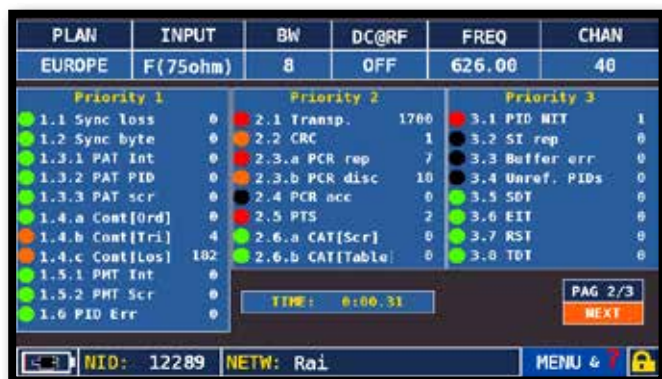 PLAN INPUT BW DC@RF FREQ CHAN
EUROPE F(75ohm) 8 OFF 626.00 40
Priority 1 Priority 2 Priority 3
1.1 Sync loss 0
1.2 Sync byte 0
1.3.1 PAT Int 0
1.3.2 PAT PID 0
1.3.3 PAT scr 0
1.4.a Cont[Ord] 0
1.4.b Cont[Tri] 4
1.4.c Cont[Los] 182
1.5.1 PMT Int 0
1.5.2 PMT Scr 0
1.6 PID Err 0
2.1 Transp. 1700
2.2 CRC 1
2.3.a PCR rep 7
2.3.b PCR disc 10
2.4 PCR acc 0
2.5 PTS 2
2.6.a CAT[Scr] 0
2.6.b CAT[Table] 0
3.1 PID NIT 1
3.2 SI rep 0
3.3 Buffer err 0
3.4 Unref. PIDs 0
3.5 SDT 0
3.6 EIT 0
3.7 RST 0
3.8 TDT 0
TIME: 0:00.31
PAG 2/3
NEXT
NID: 12289 NETW: Rai MENU & ?